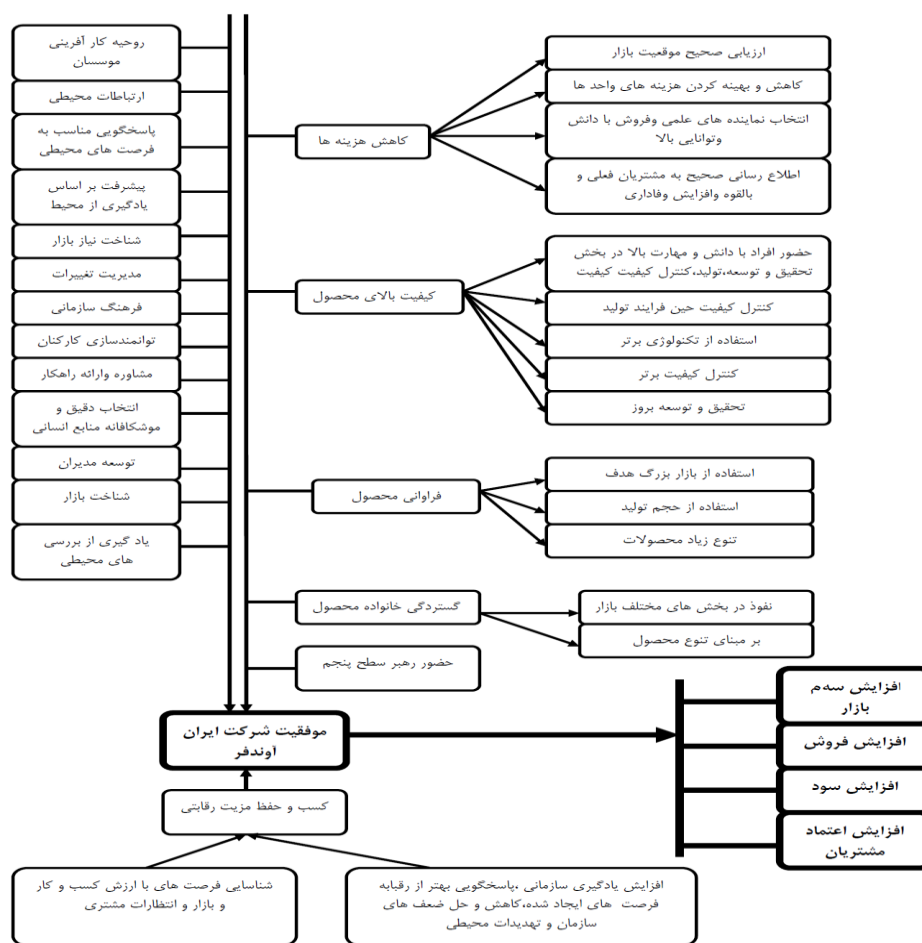 روحیه کار آفرینی
موسسان
ارتباطات محیطی
پاسخگویی مناسب به
فرصت های محیطی
پیشرفت بر اساس
یادگیری از محیط
شناخت نیاز بازار
مدیریت تغییرات
فرهنگ سازمانی
توانمندسازی کارکنان
مشاوره وارائه راهکار
انتخاب دقیق و
موشکافانه منابع انسانی
توسعه مدیران
شناخت بازار
یاد گیری از بررسی
های محیطی
کاهش هزینه ها
ارزیابی صحیح موقعیت بازار
کاهش و بهینه کردن هزینه های واحد ها
انتخاب نماینده های علمی وفروش با دانش
وتوانایی بالا
اطلاع رسانی صحیح به مشتریان فعلی و
بالقوه وافزایش وفاداری
کیفیت بالای محصول
حضور افراد با دانش و مهارت بالا در بخش
تحقیق و توسعه،تولید،کنترل کیفیت کیفیت
کنترل کیفیت حین فرایند تولید
استفاده از تکنولوژی برتر
کنترل کیفیت برتر
تحقیق و توسعه بروز
فراوانی محصول
استفاده از بازار بزرگ هدف
استفاده از حجم تولید
تنوع زیاد محصولات
گستردگی خانواده محصول
نفوذ در بخش های مختلف بازار
بر مبنای تنوع محصول
حضور رهبر سطح پنجم
موفقیت شرکت ایران
آوندفر
افزایش سهم
بازار
افزایش فروش
افزایش سود
افزایش اعتماد
مشتریان
کسب و حفظ مزیت رقابتی
افزایش یادگیری سازمانی ،پاسخگویی بهتر از رقبابه
فرصت های ایجاد شده،کاهش و حل ضعف های
سازمان و تهدیدات محیطی
شناسایی فرصت های با ارزش کسب و کار
و بازار و انتظارات مشتری